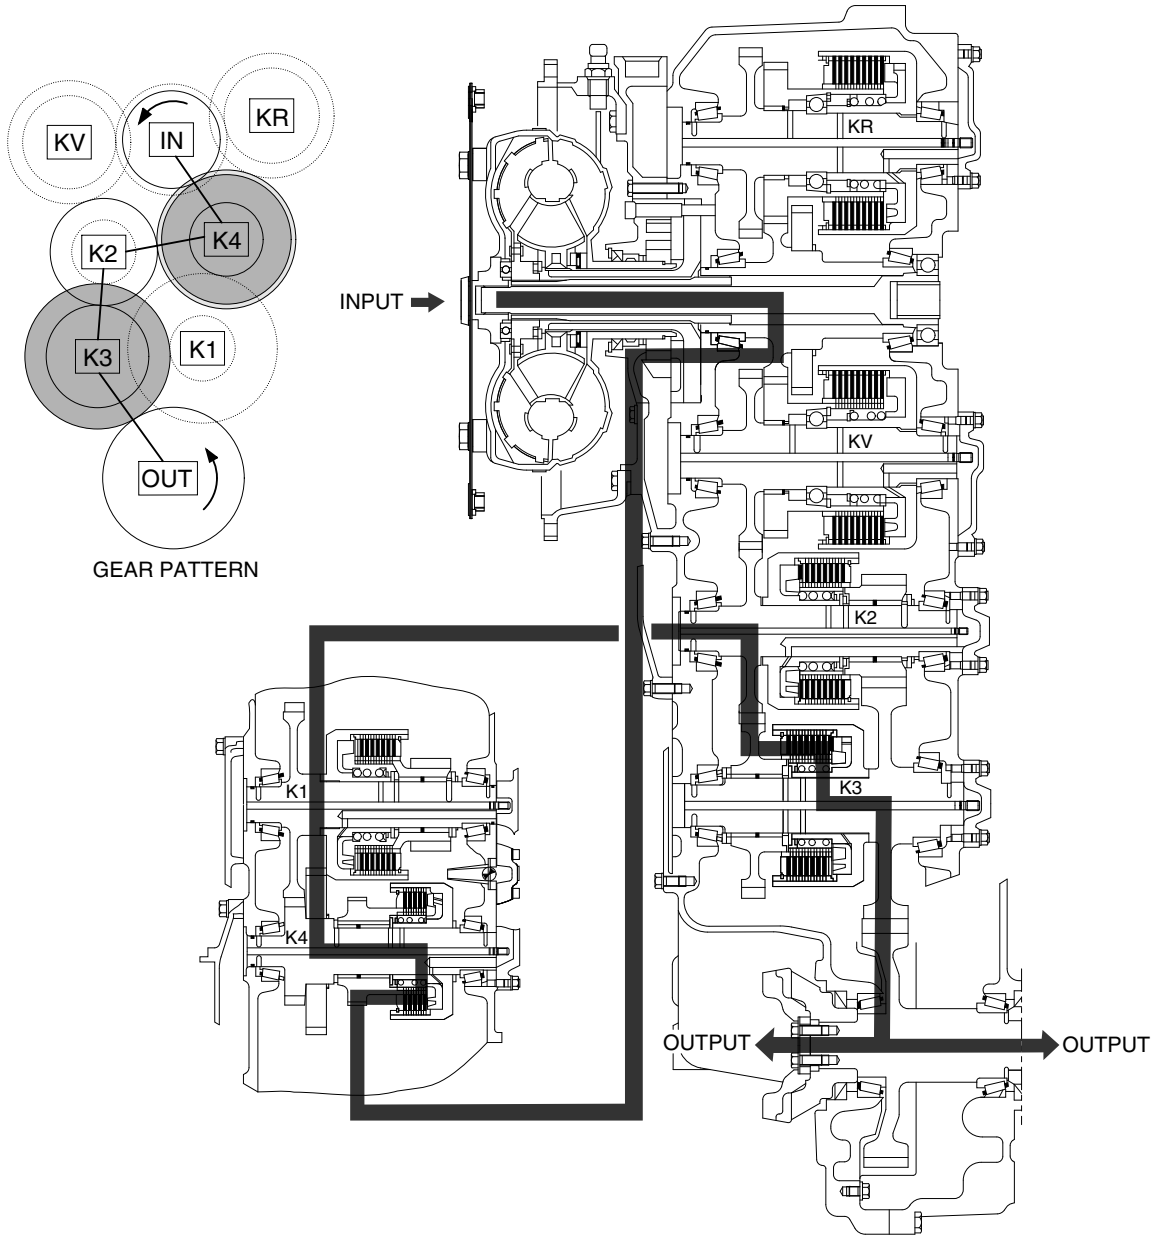 KV
IN
KR
K2
K4
K3
K1
OUT
GEAR PATTERN
INPUT
KR
KV
K2
K3
K1
K4
OUTPUT
OUTPUT